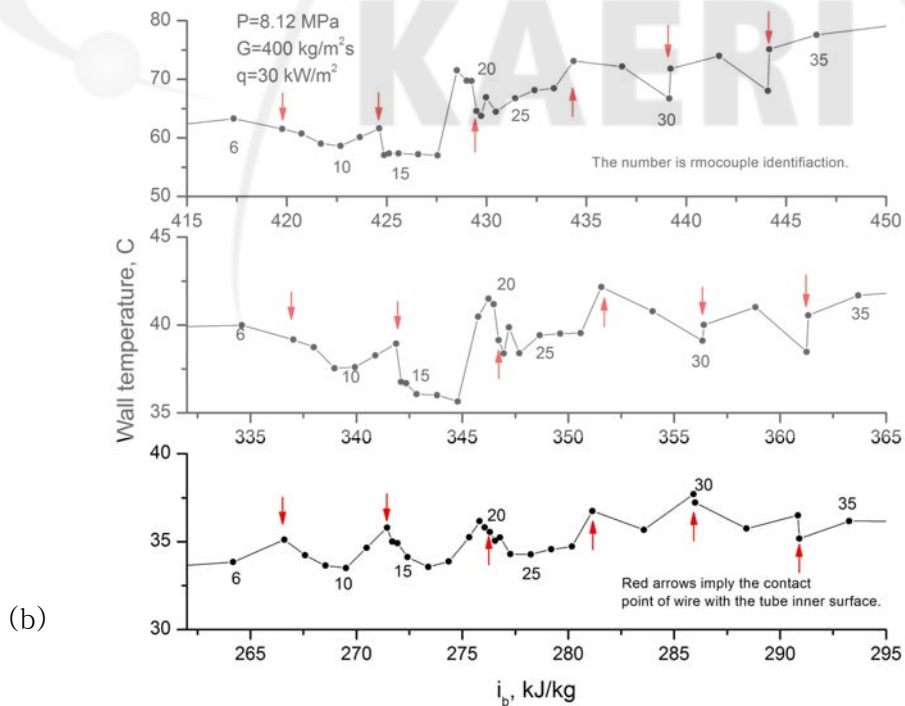 KAERI
P=8.12 MPa
G=400 kg/m²s
q=30 kW/m²
80
70
60
50
6
10
15
20
25
30
35
The number is rmocouple identifiaction.
415 420 425 430 435 440 445 450
Wall temperature, C
45
40
35
6
10
15
20
25
30
35
335 340 345 350 355 360 365
40
35
30
6
10
15
20
25
30
35
Red arrows imply the contact
point of wire with the tube inner surface.
265 270 275 280 285 290 295
(b)
i_b, kJ/kg